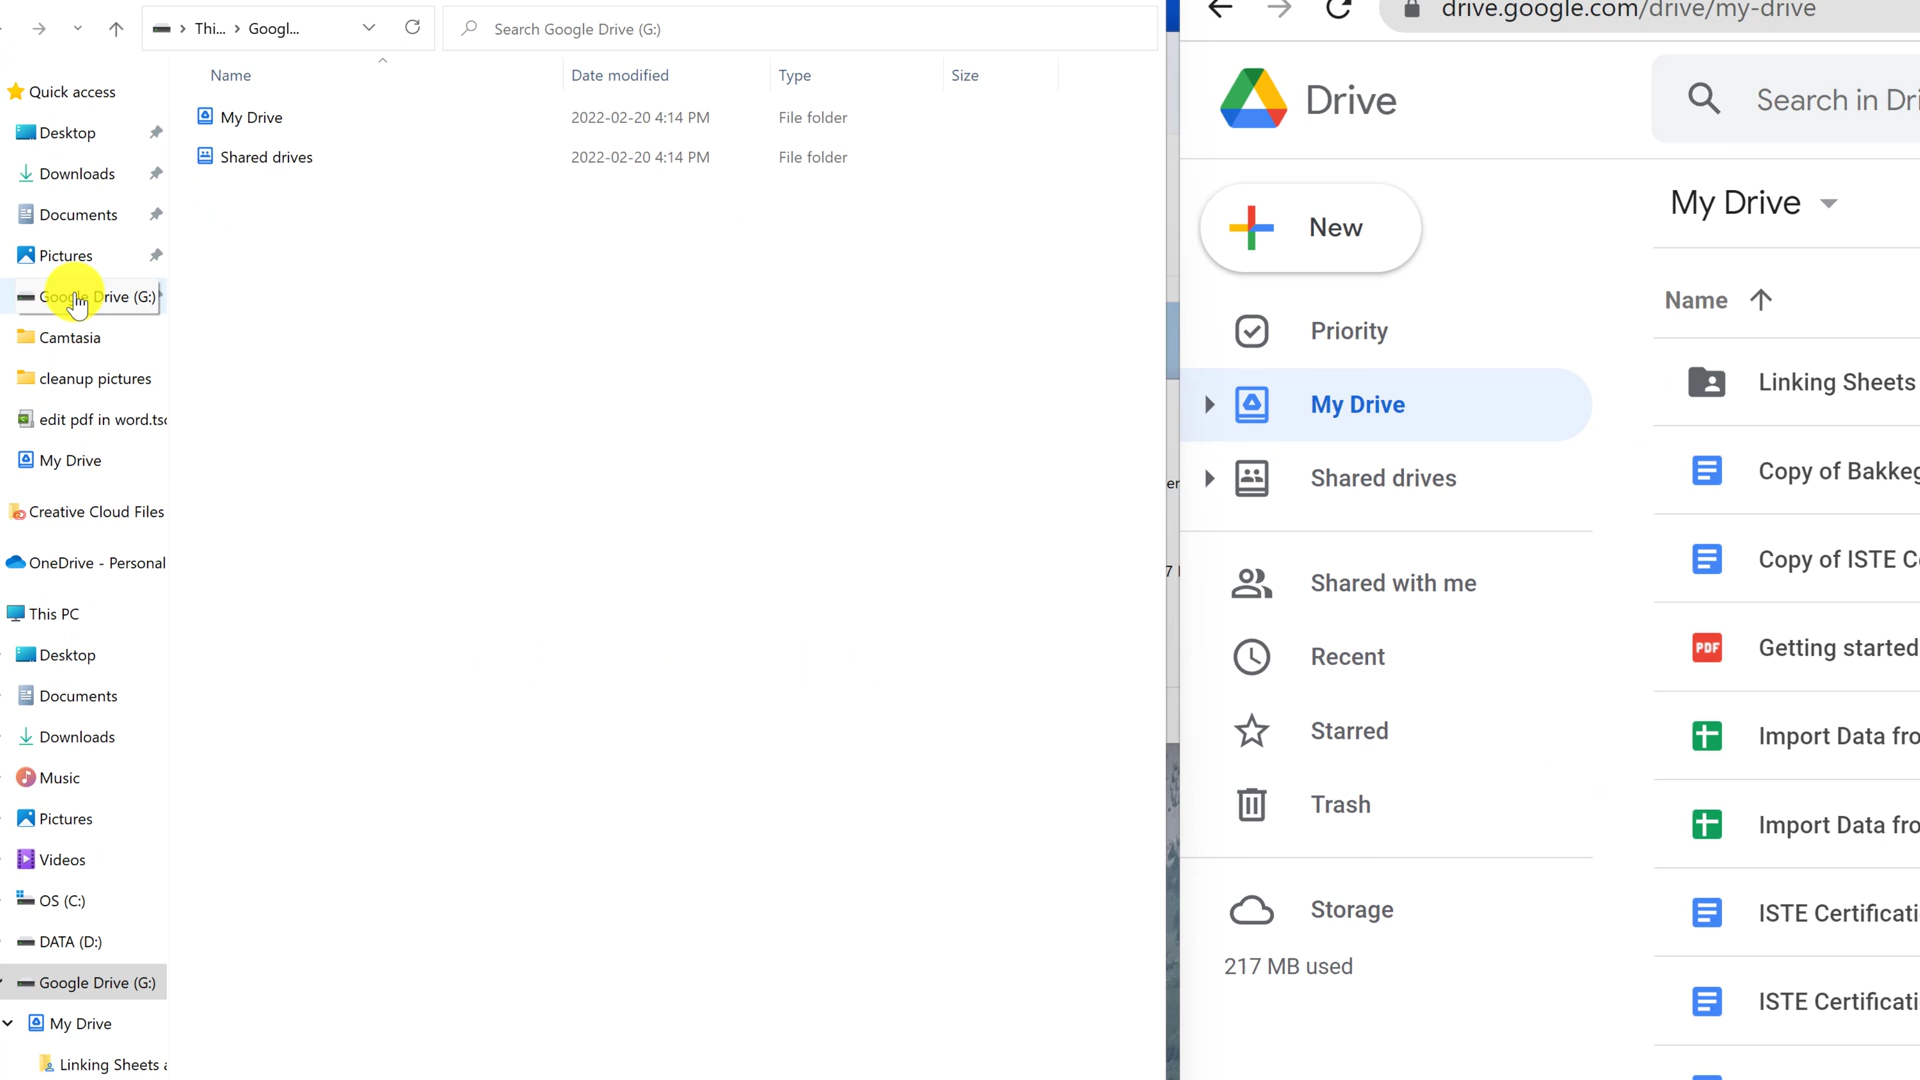 Thi... › Googl...
Search Google Drive (G:)
Name
Date modified
Type
Size
My Drive
2022-02-20 4:14 PM
File folder
Shared drives
2022-02-20 4:14 PM
File folder
Quick access
Desktop
Downloads
Documents
Pictures
Google Drive (G:)
Camtasia
cleanup pictures
edit pdf in word.tsc
My Drive
Creative Cloud Files
OneDrive - Personal
This PC
Desktop
Documents
Downloads
Music
Pictures
Videos
OS (C:)
DATA (D:)
Google Drive (G:)
My Drive
Linking Sheets a
drive.google.com/drive/my-drive
Drive
Search in Dri
New
Priority
My Drive
Shared drives
Shared with me
Recent
Starred
Trash
Storage
217 MB used
My Drive
Name
Linking Sheets
Copy of Bakkeg
Copy of ISTE Ce
PDF
Getting started
Import Data fro
Import Data fro
ISTE Certificati
ISTE Certificati